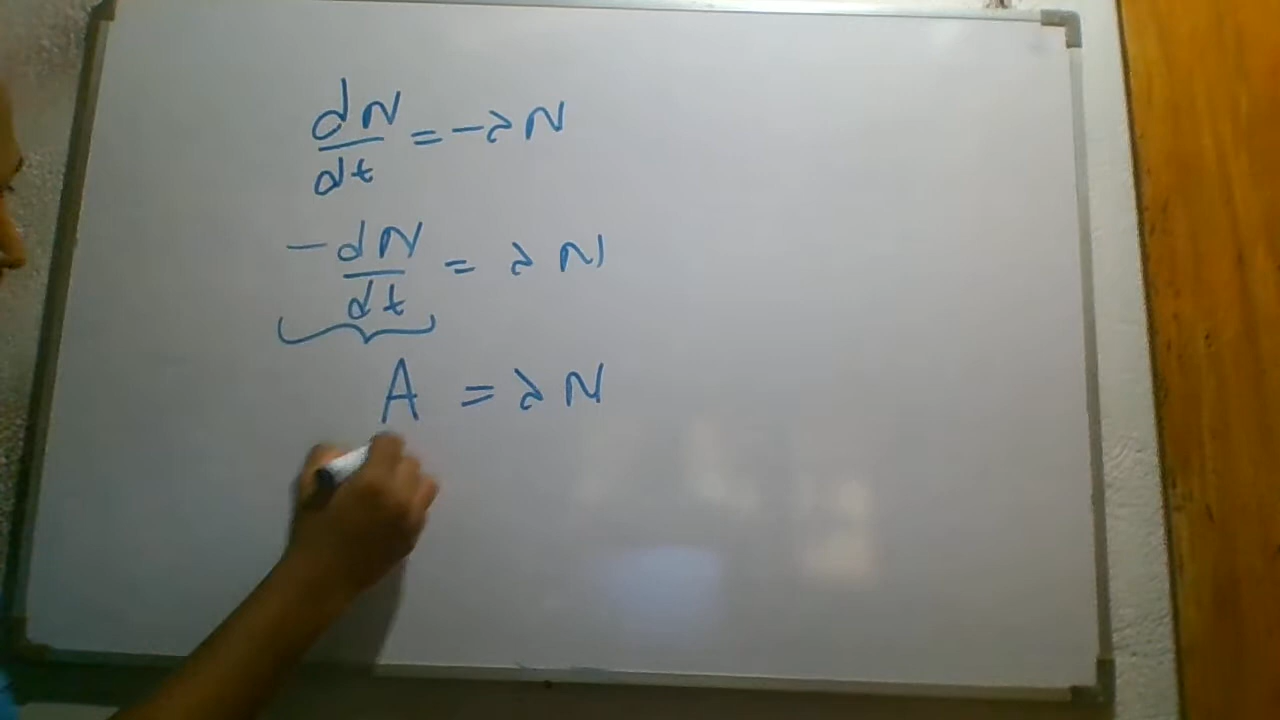 dN/dt = -λN
-dN/dt = λN
A = λN